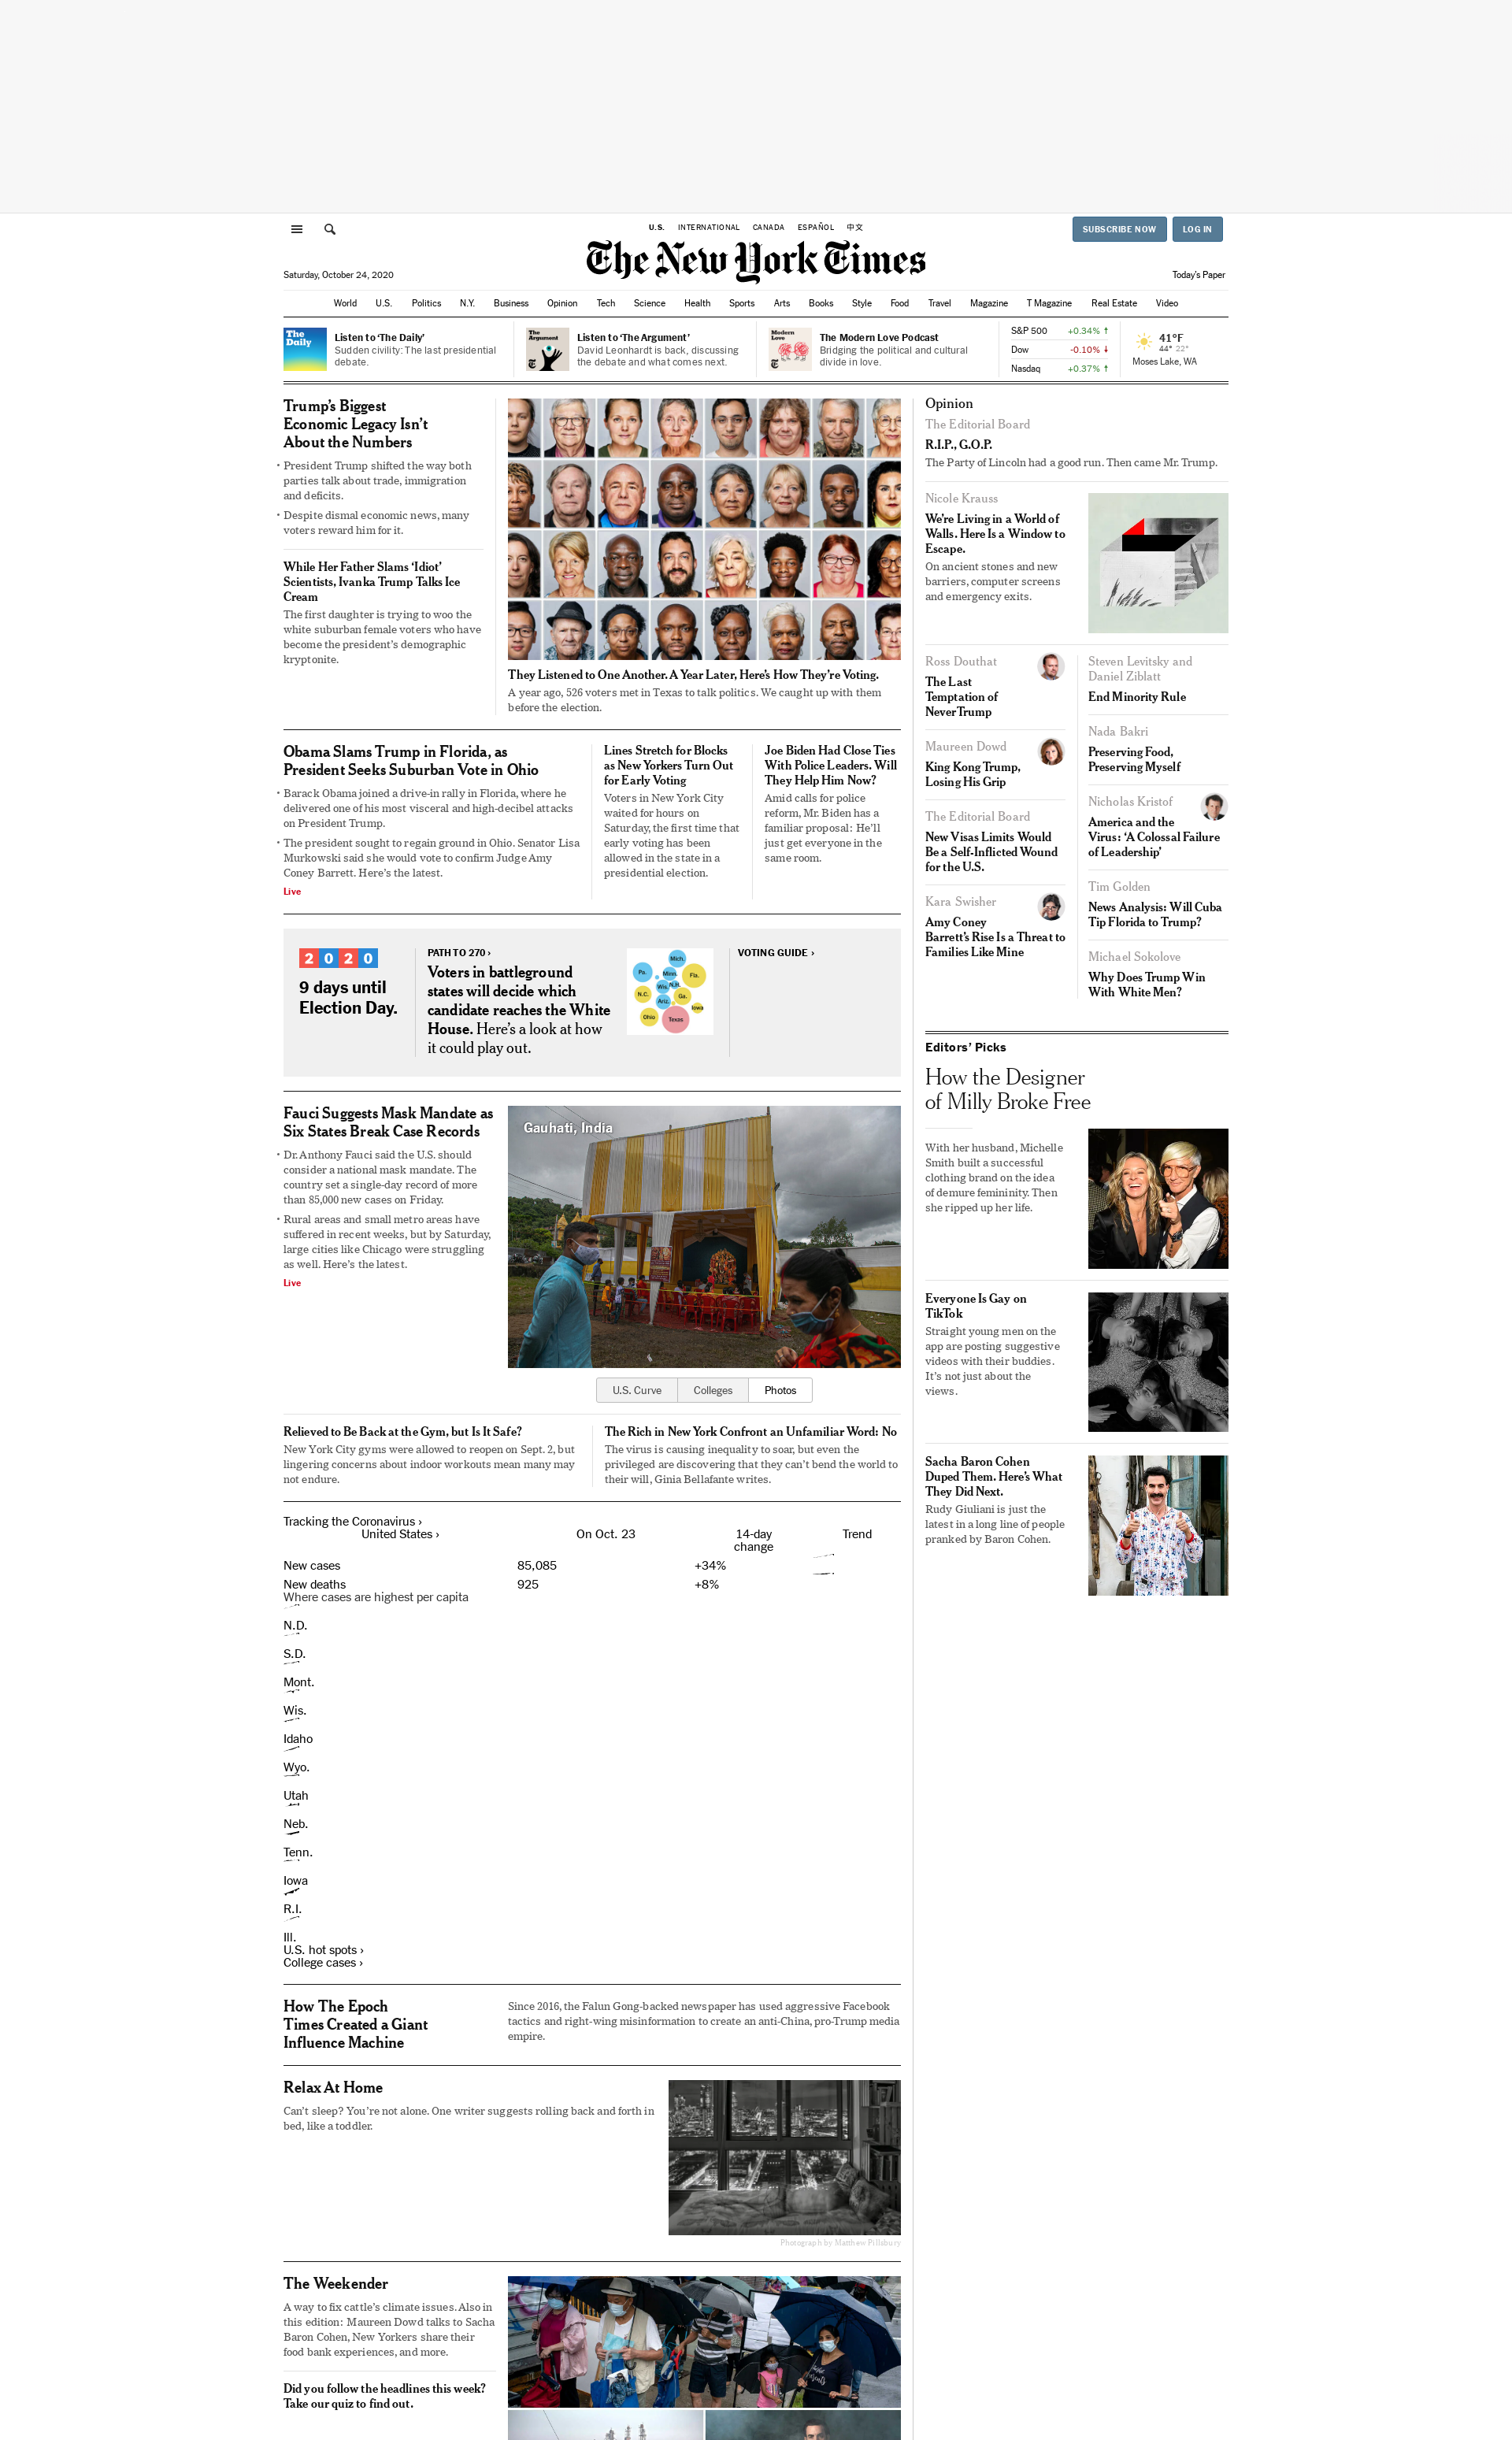 U.S. INTERNATIONAL CANADA ESPAÑOL 中文
SUBSCRIBE NOW LOG IN
The New York Times
Saturday, October 24, 2020
Today's Paper
World U.S. Politics N.Y. Business Opinion Tech Science Health Sports Arts Books Style Food Travel Magazine T Magazine Real Estate Video
The
Daily
Listen to ‘The Daily’
Sudden civility: The last presidential
debate.
The
Argument
Listen to ‘The Argument’
David Leonhardt is back, discussing
the debate and what comes next.
Modern
Love
The Modern Love Podcast
Bridging the political and cultural
divide in love.
S&P 500 +0.34% ↑
Dow -0.10% ↓
Nasdaq +0.37% ↑
41°F
44° 22°
Moses Lake, WA
Trump’s Biggest
Economic Legacy Isn’t
About the Numbers
• President Trump shifted the way both
parties talk about trade, immigration
and deficits.
• Despite dismal economic news, many
voters reward him for it.
While Her Father Slams ‘Idiot’
Scientists, Ivanka Trump Talks Ice
Cream
The first daughter is trying to woo the
white suburban female voters who have
become the president’s demographic
kryptonite.
They Listened to One Another. A Year Later, Here’s How They’re Voting.
A year ago, 526 voters met in Texas to talk politics. We caught up with them
before the election.
Obama Slams Trump in Florida, as
President Seeks Suburban Vote in Ohio
• Barack Obama joined a drive-in rally in Florida, where he
delivered one of his most visceral and high-decibel attacks
on President Trump.
• The president sought to regain ground in Ohio. Senator Lisa
Murkowski said she would vote to confirm Judge Amy
Coney Barrett. Here’s the latest.
Live
Lines Stretch for Blocks
as New Yorkers Turn Out
for Early Voting
Voters in New York City
waited for hours on
Saturday, the first time that
early voting has been
allowed in the state in a
presidential election.
Joe Biden Had Close Ties
With Police Leaders. Will
They Help Him Now?
Amid calls for police
reform, Mr. Biden has a
familiar proposal: He’ll
just get everyone in the
same room.
2020
9 days until
Election Day.
PATH TO 270 ›
Voters in battleground
states will decide which
candidate reaches the White
House. Here’s a look at how
it could play out.
Mich.
Pa.
Minn.
Fla.
Wis.
N.H.
N.C.
Ga.
Ariz.
Iowa
Ohio
Texas
VOTING GUIDE ›
Fauci Suggests Mask Mandate as
Six States Break Case Records
• Dr. Anthony Fauci said the U.S. should
consider a national mask mandate. The
country set a single-day record of more
than 85,000 new cases on Friday.
• Rural areas and small metro areas have
suffered in recent weeks, but by Saturday,
large cities like Chicago were struggling
as well. Here’s the latest.
Live
Gauhati, India
U.S. Curve Colleges Photos
Relieved to Be Back at the Gym, but Is It Safe?
New York City gyms were allowed to reopen on Sept. 2, but
lingering concerns about indoor workouts mean many may
not endure.
The Rich in New York Confront an Unfamiliar Word: No
The virus is causing inequality to soar, but even the
privileged are discovering that they can’t bend the world to
their will, Ginia Bellafante writes.
Tracking the Coronavirus ›
United States › On Oct. 23 14-day
change Trend
New cases 85,085 +34%
New deaths 925 +8%
Where cases are highest per capita
N.D.
S.D.
Mont.
Wis.
Idaho
Wyo.
Utah
Neb.
Tenn.
Iowa
R.I.
Ill.
U.S. hot spots ›
College cases ›
How The Epoch
Times Created a Giant
Influence Machine
Since 2016, the Falun Gong-backed newspaper has used aggressive Facebook
tactics and right-wing misinformation to create an anti-China, pro-Trump media
empire.
Relax At Home
Can’t sleep? You’re not alone. One writer suggests rolling back and forth in
bed, like a toddler.
Photograph by Matthew Pillsbury
The Weekender
A way to fix cattle’s climate issues. Also in
this edition: Maureen Dowd talks to Sacha
Baron Cohen, New Yorkers share their
food bank experiences, and more.
Did you follow the headlines this week?
Take our quiz to find out.
Opinion
The Editorial Board
R.I.P., G.O.P.
The Party of Lincoln had a good run. Then came Mr. Trump.
Nicole Krauss
We’re Living in a World of
Walls. Here Is a Window to
Escape.
On ancient stones and new
barriers, computer screens
and emergency exits.
Ross Douthat
The Last
Temptation of
NeverTrump
Maureen Dowd
King Kong Trump,
Losing His Grip
The Editorial Board
New Visas Limits Would
Be a Self-Inflicted Wound
for the U.S.
Kara Swisher
Amy Coney
Barrett’s Rise Is a Threat to
Families Like Mine
Steven Levitsky and
Daniel Ziblatt
End Minority Rule
Nada Bakri
Preserving Food,
Preserving Myself
Nicholas Kristof
America and the
Virus: ‘A Colossal Failure
of Leadership’
Tim Golden
News Analysis: Will Cuba
Tip Florida to Trump?
Michael Sokolove
Why Does Trump Win
With White Men?
Editors’ Picks
How the Designer
of Milly Broke Free
With her husband, Michelle
Smith built a successful
clothing brand on the idea
of demure femininity. Then
she ripped up her life.
Everyone Is Gay on
TikTok
Straight young men on the
app are posting suggestive
videos with their buddies.
It’s not just about the
views.
Sacha Baron Cohen
Duped Them. Here’s What
They Did Next.
Rudy Giuliani is just the
latest in a long line of people
pranked by Baron Cohen.